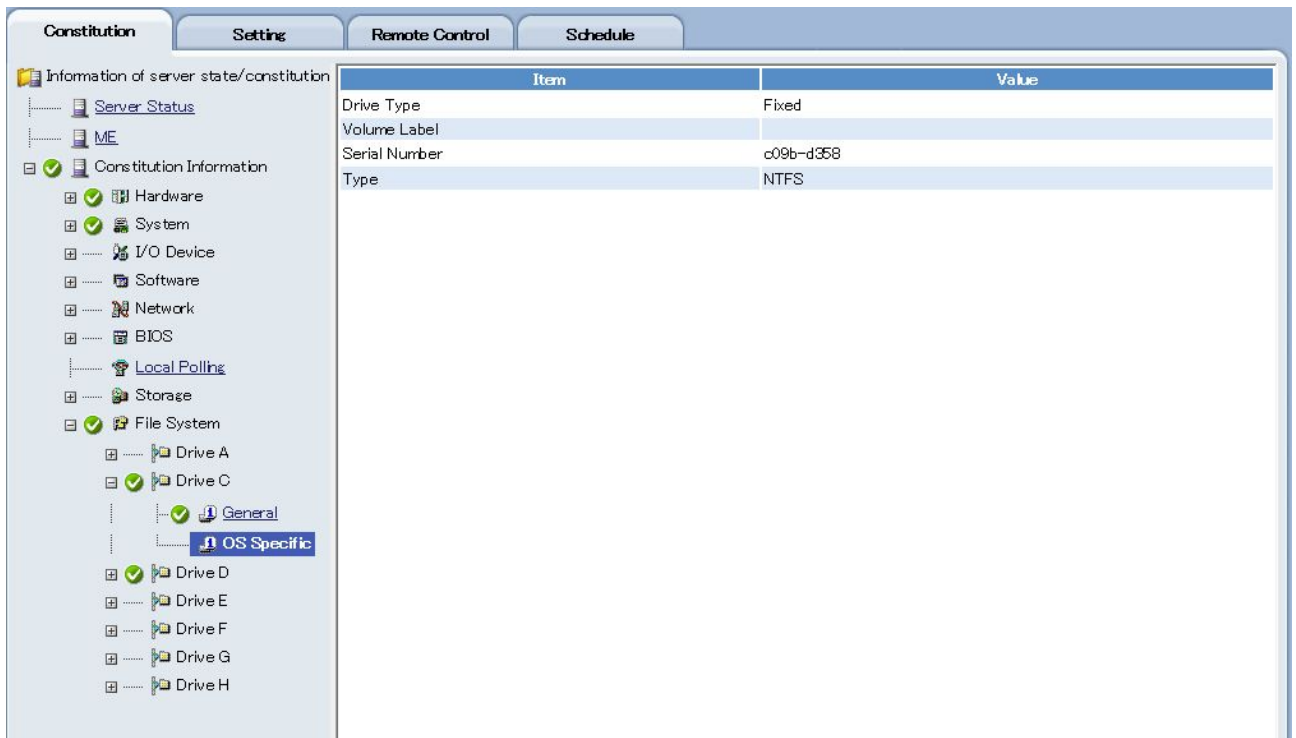 Constitution Setting Remote Control Schedule
Information of server state/constitution
Server Status
ME
Constitution Information
Hardware
System
I/O Device
Software
Network
BIOS
Local Polling
Storage
File System
Drive A
Drive C
General
OS Specific
Drive D
Drive E
Drive F
Drive G
Drive H
Item Value
Drive Type Fixed
Volume Label
Serial Number c09b-d358
Type NTFS